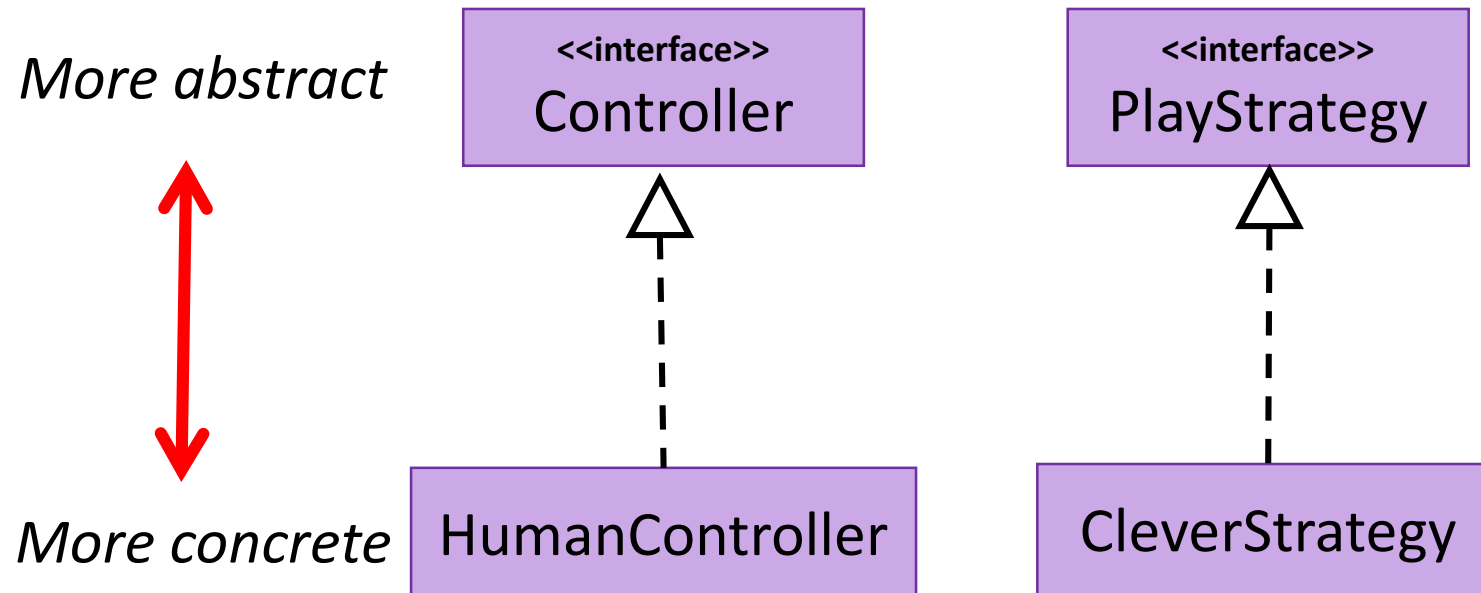 More abstract
<<interface>>
Controller
<<interface>>
PlayStrategy
More concrete
HumanController
CleverStrategy